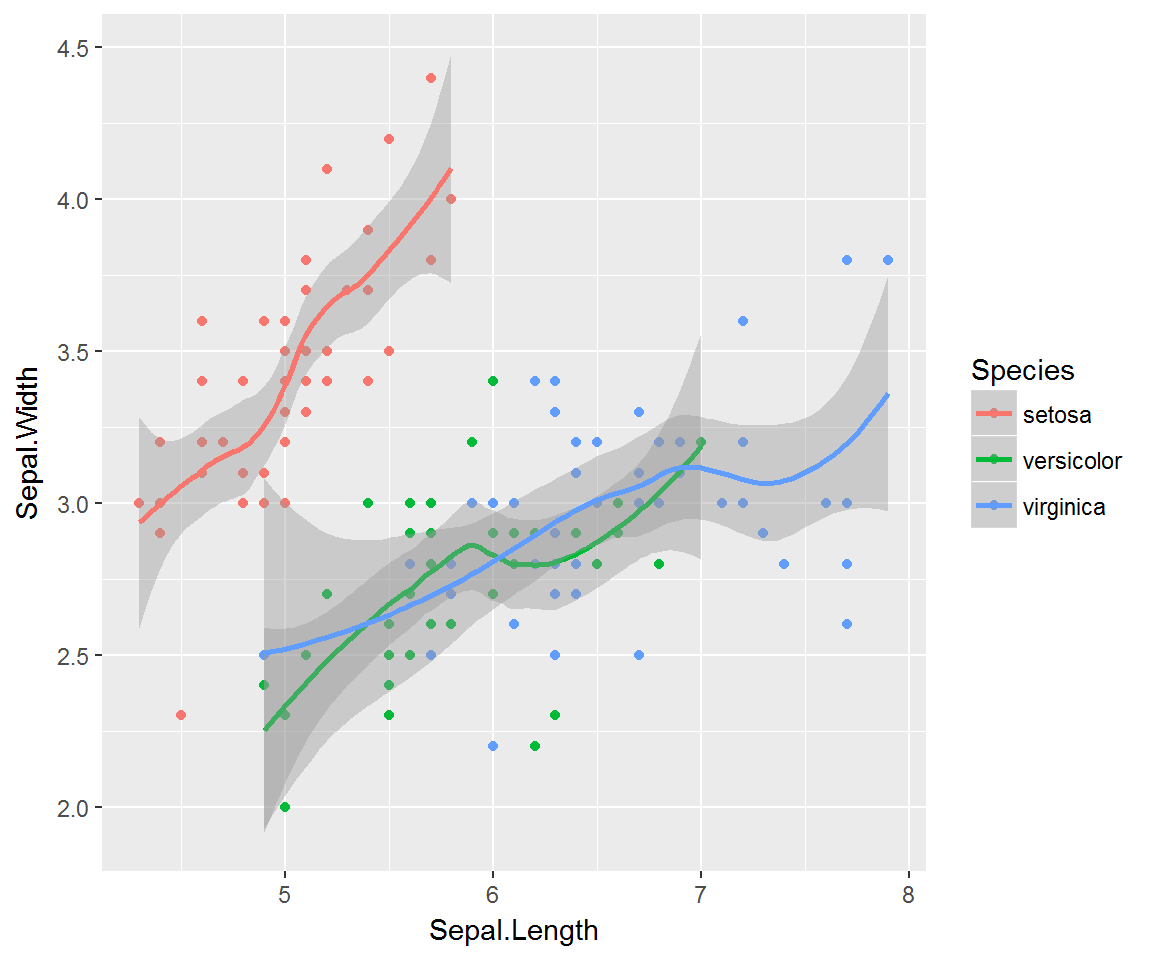 Sepal.Width
4.5
4.0
3.5
3.0
2.5
2.0
5 6 7 8
Sepal.Length
Species
setosa
versicolor
virginica